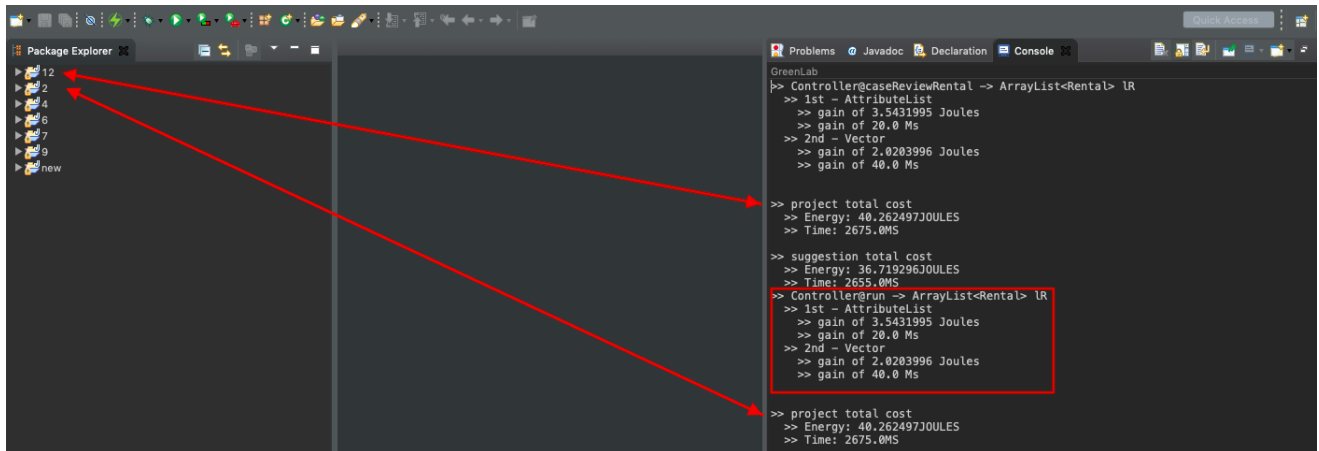 Quick Access
Package Explorer
12
2
4
6
7
9
new
Problems @ Javadoc Declaration Console
GreenLab
>> Controller@caseReviewRental -> ArrayList<Rental> lR
>> 1st - AttributeList
>> gain of 3.5431995 Joules
>> gain of 20.0 Ms
>> 2nd - Vector
>> gain of 2.0203996 Joules
>> gain of 40.0 Ms
>> project total cost
>> Energy: 40.262497JOULES
>> Time: 2675.0MS
>> suggestion total cost
>> Energy: 36.719296JOULES
>> Time: 2655.0MS
>> Controller@run -> ArrayList<Rental> lR
>> 1st - AttributeList
>> gain of 3.5431995 Joules
>> gain of 20.0 Ms
>> 2nd - Vector
>> gain of 2.0203996 Joules
>> gain of 40.0 Ms
>> project total cost
>> Energy: 40.262497JOULES
>> Time: 2675.0MS